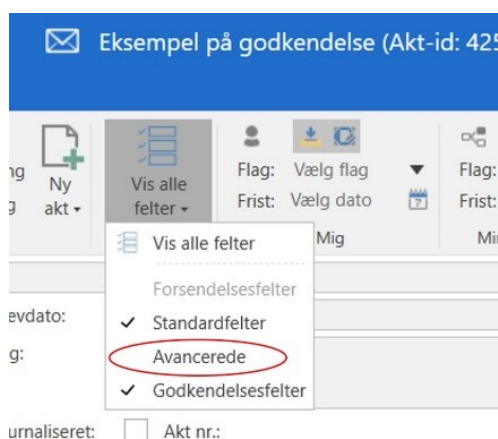 Eksempel på godkendelse (Akt-id: 425
ng
g
Ny
akt
Vis alle
felter
Flag: Vælg flag
Frist: Vælg dato
Mig
Flag:
Frist:
Mi
Vis alle felter
Forsendelsesfelter
evdato:
Standardfelter
g:
Avancerede
Godkendelsesfelter
urnaliseret:
Akt nr.: